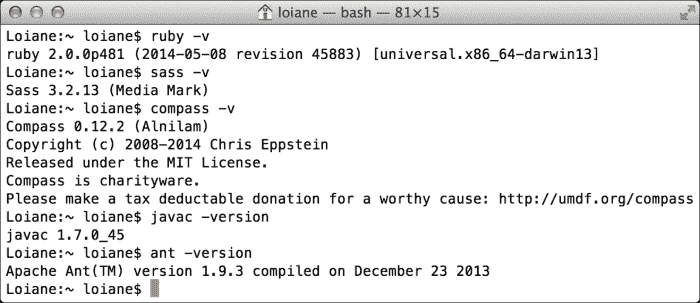 loiane — bash — 81×15
Loiane:~ loiane$ ruby -v
ruby 2.0.0p481 (2014-05-08 revision 45883) [universal.x86_64-darwin13]
Loiane:~ loiane$ sass -v
Sass 3.2.13 (Media Mark)
Loiane:~ loiane$ compass -v
Compass 0.12.2 (Alnilam)
Copyright (c) 2008-2014 Chris Eppstein
Released under the MIT License.
Compass is charityware.
Please make a tax deductable donation for a worthy cause: http://umdf.org/compass
Loiane:~ loiane$ javac -version
javac 1.7.0_45
Loiane:~ loiane$ ant -version
Apache Ant(TM) version 1.9.3 compiled on December 23 2013
Loiane:~ loiane$